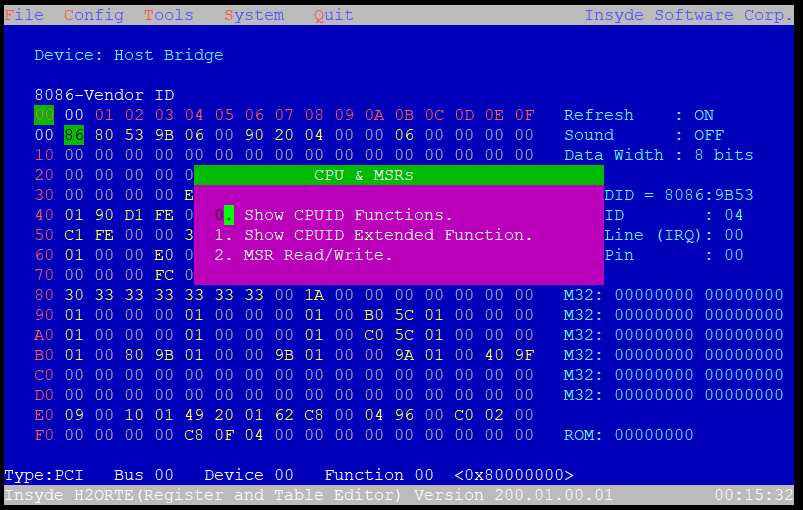 File Config Tools System Quit Insyde Software Corp.
Device: Host Bridge
8086-Vendor ID
00 00 01 02 03 04 05 06 07 08 09 0A 0B 0C 0D 0E 0F Refresh : ON
00 86 80 53 9B 06 00 90 20 04 00 00 06 00 00 00 00 Sound : OFF
10 00 00 00 00 00 00 00 00 00 00 00 00 00 00 00 00 Data Width : 8 bits
20 00 00 00 0
CPU & MSRs
30 00 00 00 00 E DID = 8086:9B53
40 01 90 D1 FE 0 0. Show CPUID Functions. ID : 04
50 C1 FE 00 00 3 1. Show CPUID Extended Function. Line (IRQ): 00
60 01 00 00 E0 0 2. MSR Read/Write. Pin : 00
70 00 00 00 FC 0
80 30 33 33 33 33 33 33 00 1A 00 00 00 00 00 00 00 M32: 00000000 00000000
90 01 00 00 00 01 00 00 00 01 00 B0 5C 01 00 00 00 M32: 00000000 00000000
A0 01 00 00 00 01 00 00 00 01 00 C0 5C 01 00 00 00 M32: 00000000 00000000
B0 01 00 80 9B 01 00 00 9B 01 00 00 9A 01 00 40 9F M32: 00000000 00000000
C0 00 00 00 00 00 00 00 00 00 00 00 00 00 00 00 00 M32: 00000000 00000000
D0 00 00 00 00 00 00 00 00 00 00 00 00 00 00 00 00 M32: 00000000 00000000
E0 09 00 10 01 49 20 01 62 C8 00 04 96 00 C0 02 00
F0 00 00 00 00 C8 0F 04 00 00 00 00 00 00 00 00 00 ROM: 00000000
Type:PCI Bus 00 Device 00 Function 00 <0x80000000>
Insyde H2ORTE(Register and Table Editor) Version 200.01.00.01 00:15:32